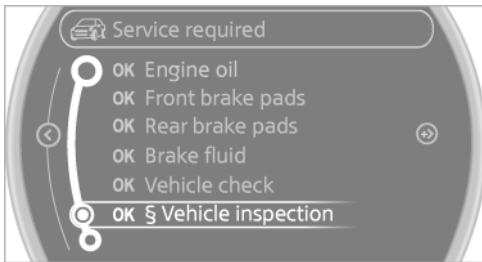 Service required
OK Engine oil
OK Front brake pads
OK Rear brake pads
OK Brake fluid
OK Vehicle check
OK § Vehicle inspection